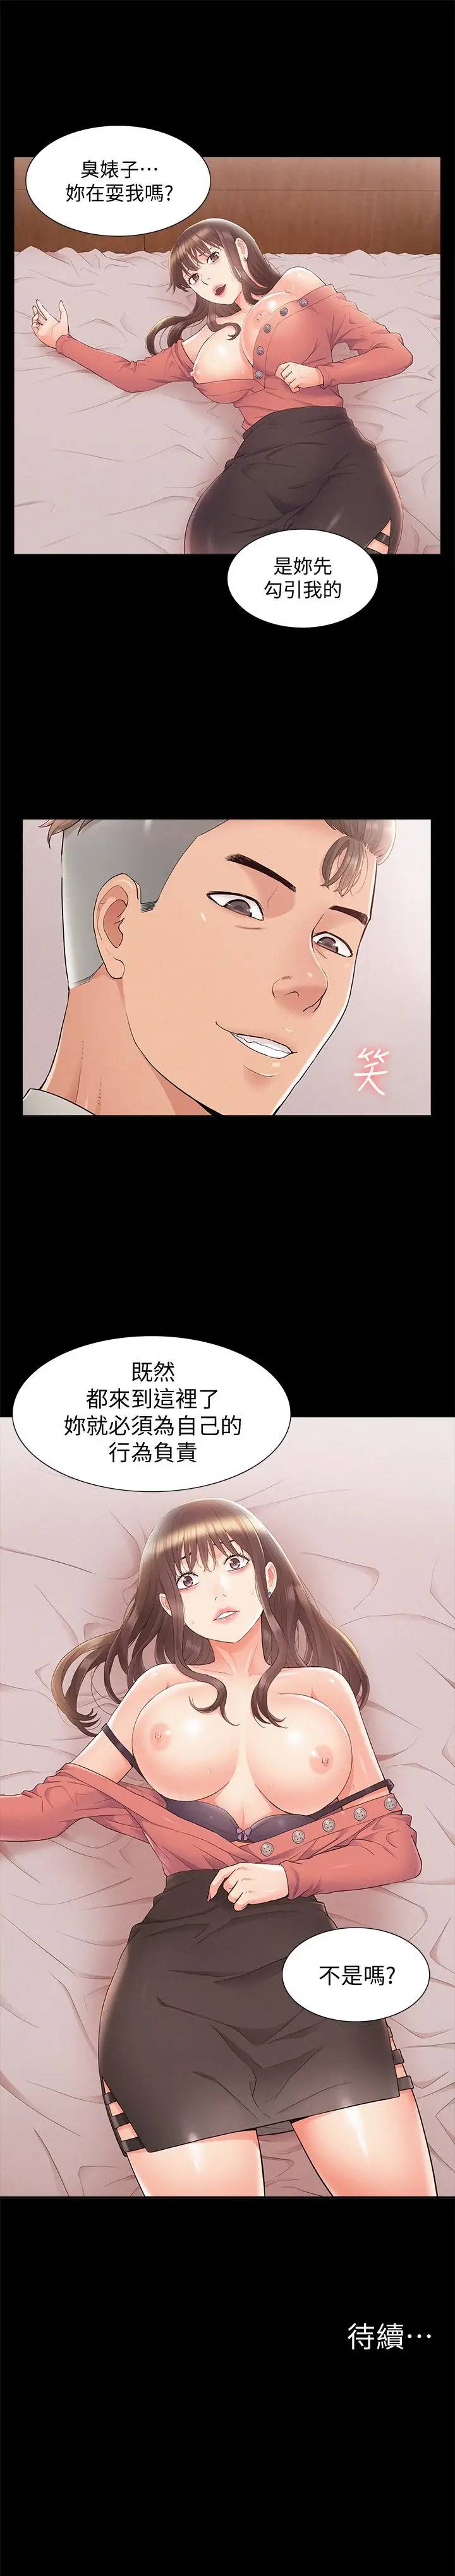 臭婊子…
妳在耍我嗎?
是妳先
勾引我的
笑
既然
都來到這裡了
妳就必須為自己的
行為負責
不是嗎?
待續…